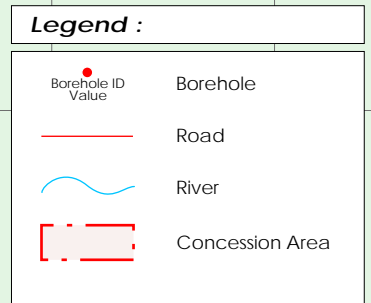 Legend :
Borehole ID
Value
Borehole
Road
River
Concession Area